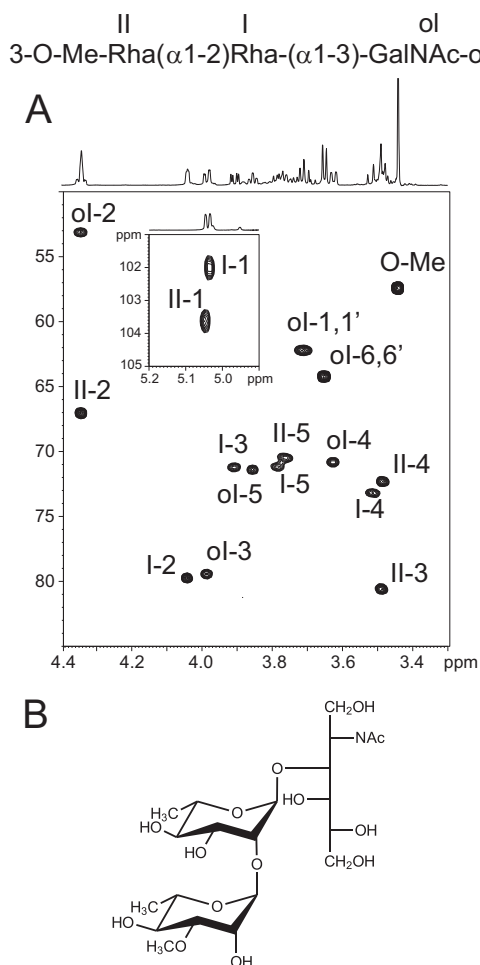 II I ol
3-O-Me-Rha(α1-2)Rha-(α1-3)-GalNAc-o
A
ol-2
ppm
O-Me
102
I-1
55
103
II-1
104
ol-1,1’
60
105
ol-6,6’
5.2 5.1 5.0 ppm
65
II-2
II-5
ol-4
I-3
70
II-4
ol-5
I-5
I-4
75
ol-3
I-2
II-3
80
4.4 4.2 4.0 3.8 3.6 3.4 ppm
B
CH₂OH
NAc
O
H₃C
O
HO
HO
OH
HO
CH₂OH
O
H₃C
O
HO
H₃CO
OH